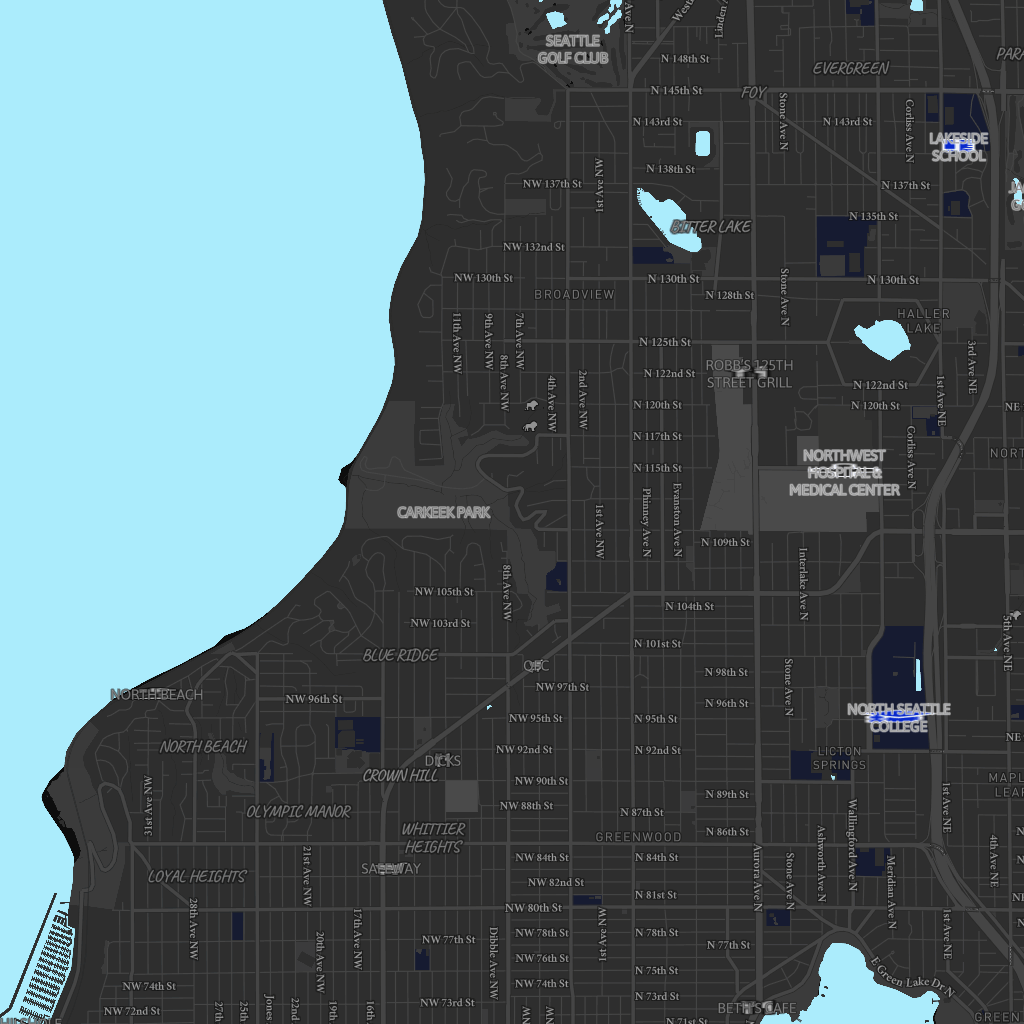 Linden
SEATTLE
GOLF CLUB
N 148th St
EVERGREEN
N 145th St
FOY
N 143rd St
Stone Ave N
N 143rd St
Corliss Ave N
LAKESIDE
SCHOOL
N 138th St
NW 137th St
1st Ave NW
N 137th St
N 135th St
BITTER LAKE
NW 132nd St
NW 130th St
N 130th St
N 130th St
BROADVIEW
N 128th St
Stone Ave N
HALLER
LAKE
11th Ave NW
9th Ave NW
7th Ave NW
N 125th St
8th Ave NW
3rd Ave NE
ROBB'S 125TH
STREET GRILL
N 122nd St
N 122nd St
4th Ave NW
2nd Ave NW
1st Ave NE
N 120th St
N 120th St
NE
N 117th St
Corliss Ave N
NORTHWEST
HOSPITAL &
MEDICAL CENTER
N 115th St
CARKEEK PARK
1st Ave NW
Phinney Ave N
Evanston Ave N
N 109th St
Interlake Ave N
8th Ave NW
NW 105th St
N 104th St
NW 103rd St
5th Ave NE
N 101st St
BLUE RIDGE
QFC
N 98th St
Stone Ave N
NORTH BEACH
NW 97th St
NW 96th St
N 96th St
NORTH SEATTLE
COLLEGE
NW 95th St
N 95th St
NE
NORTH BEACH
NW 92nd St
N 92nd St
LICTON
SPRINGS
DICKS
CROWN HILL
NW 90th St
31st Ave NW
N 89th St
1st Ave NE
NW 88th St
N 87th St
OLYMPIC MANOR
WHITTIER
HEIGHTS
GREENWOOD
N 86th St
Wallingford Ave N
Ashworth Ave N
4th Ave NE
NW 84th St
N 84th St
SAFEWAY
LOYAL HEIGHTS
21st Ave NW
Aurora Ave N
Stone Ave N
Meridian Ave N
NW 82nd St
N 81st St
NW 80th St
28th Ave NW
17th Ave NW
1st Ave NW
1st Ave NE
20th Ave NW
Dibble Ave NW
NW 78th St
N 78th St
NW 77th St
N 77th St
NW 76th St
N 75th St
E Green Lake Dr N
NW 74th St
NW 74th St
N 73rd St
NW 73rd St
NW 72nd St
27th
25th
Jones
22nd
19th
16th
NW
NW
BETH'S CAFE
N 71st St
GREEN